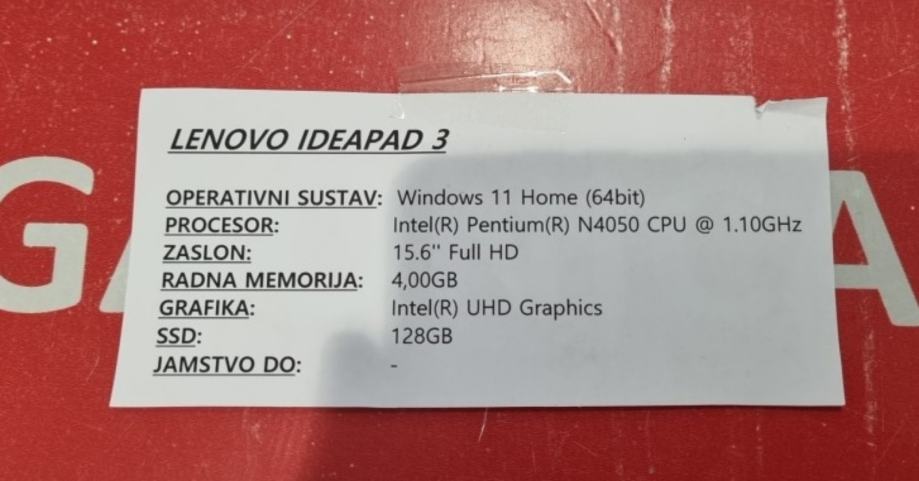 LENOVO IDEAPAD 3
OPERATIVNI SUSTAV: Windows 11 Home (64bit)
PROCESOR: Intel(R) Pentium(R) N4050 CPU @ 1.10GHz
ZASLON: 15.6" Full HD
RADNA MEMORIJA: 4,00GB
GRAFIKA: Intel(R) UHD Graphics
SSD: 128GB
JAMSTVO DO: -